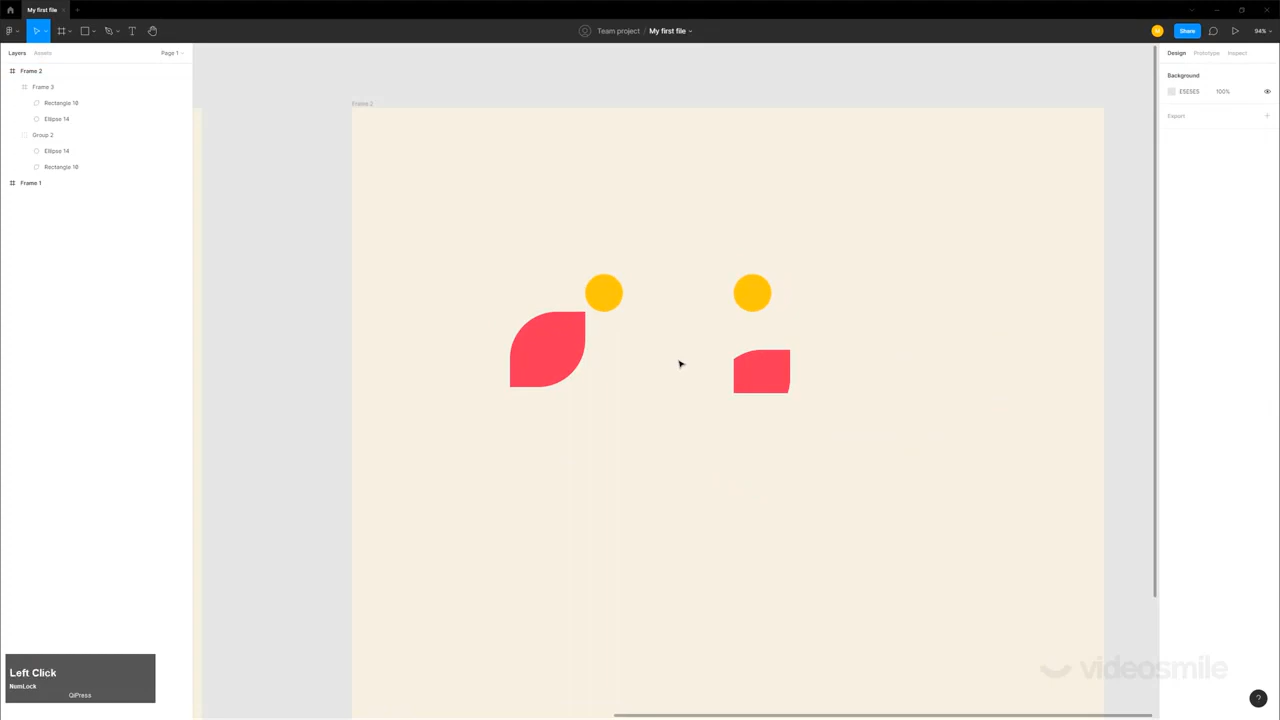 My first file
Team project / My first file
Share
94%
Layers
Assets
Page 1
Design
Prototype
Inspect
Frame 2
Frame 3
Rectangle 16
Ellipse 14
Group 2
Ellipse 14
Rectangle 16
Frame 1
Frame 2
Background
E5E5E5
100%
Export
Left Click
NumLock
QiPress
videosmile
?